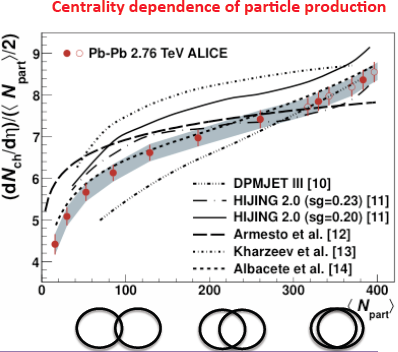 Centrality dependence of particle production
Pb-Pb 2.76 TeV ALICE
(dN_ch/dη)/(⟨ N_part ⟩/2)
9
8
7
6
5
4
DPMJET III [10]
HIJING 2.0 (sg=0.23) [11]
HIJING 2.0 (sg=0.20) [11]
Armesto et al. [12]
Kharzeev et al. [13]
Albacete et al. [14]
0 100 200 300 400
⟨ N_part ⟩